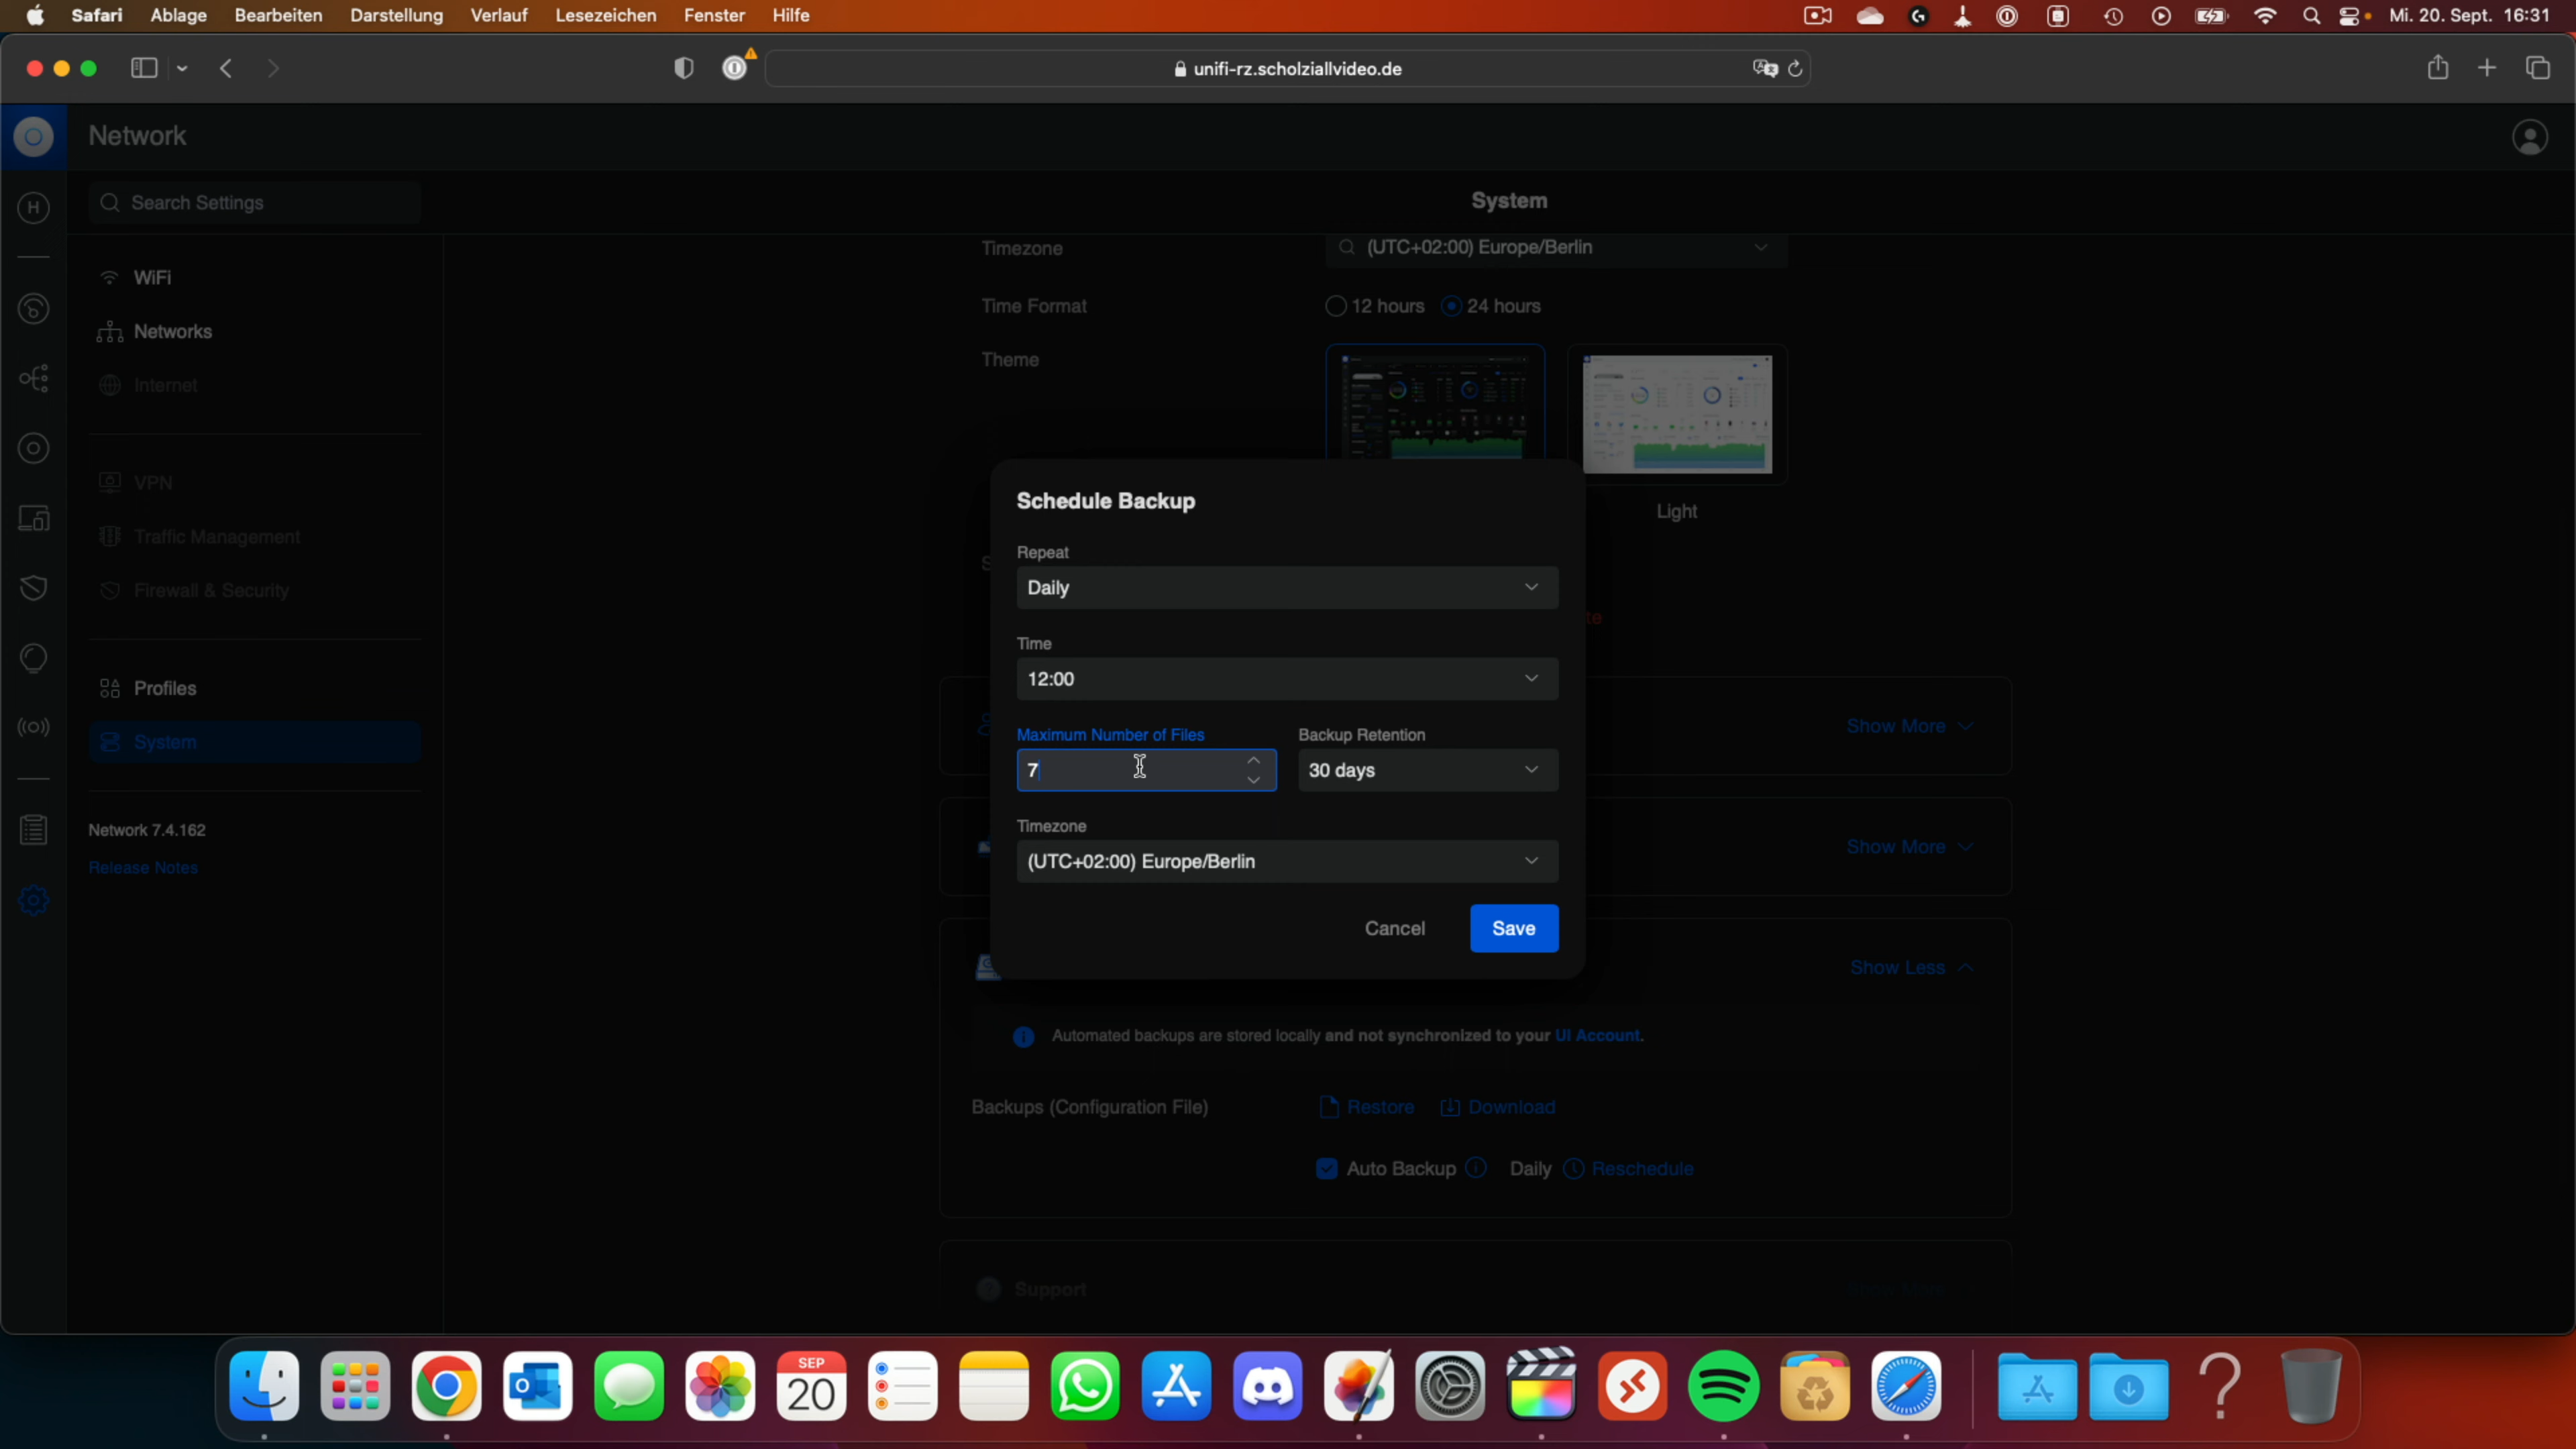 Safari Ablage Bearbeiten Darstellung Verlauf Lesezeichen Fenster Hilfe Mi. 20. Sept. 16:31
unifi-rz.scholziallvideo.de
Network
Search Settings
System
WiFi
Networks
Internet
VPN
Traffic Management
Firewall & Security
Profiles
System
Network 7.4.162
Release Notes
Timezone (UTC+02:00) Europe/Berlin
Time Format 12 hours 24 hours
Theme
Light
Schedule Backup
Repeat
Daily
Time
12:00
Maximum Number of Files Backup Retention
7 30 days
Timezone
(UTC+02:00) Europe/Berlin
Cancel Save
Show More
Show More
Show Less
Automated backups are stored locally and not synchronized to your UI Account.
Backups (Configuration File) Restore Download
Auto Backup Daily Reschedule
Support
SEP
20